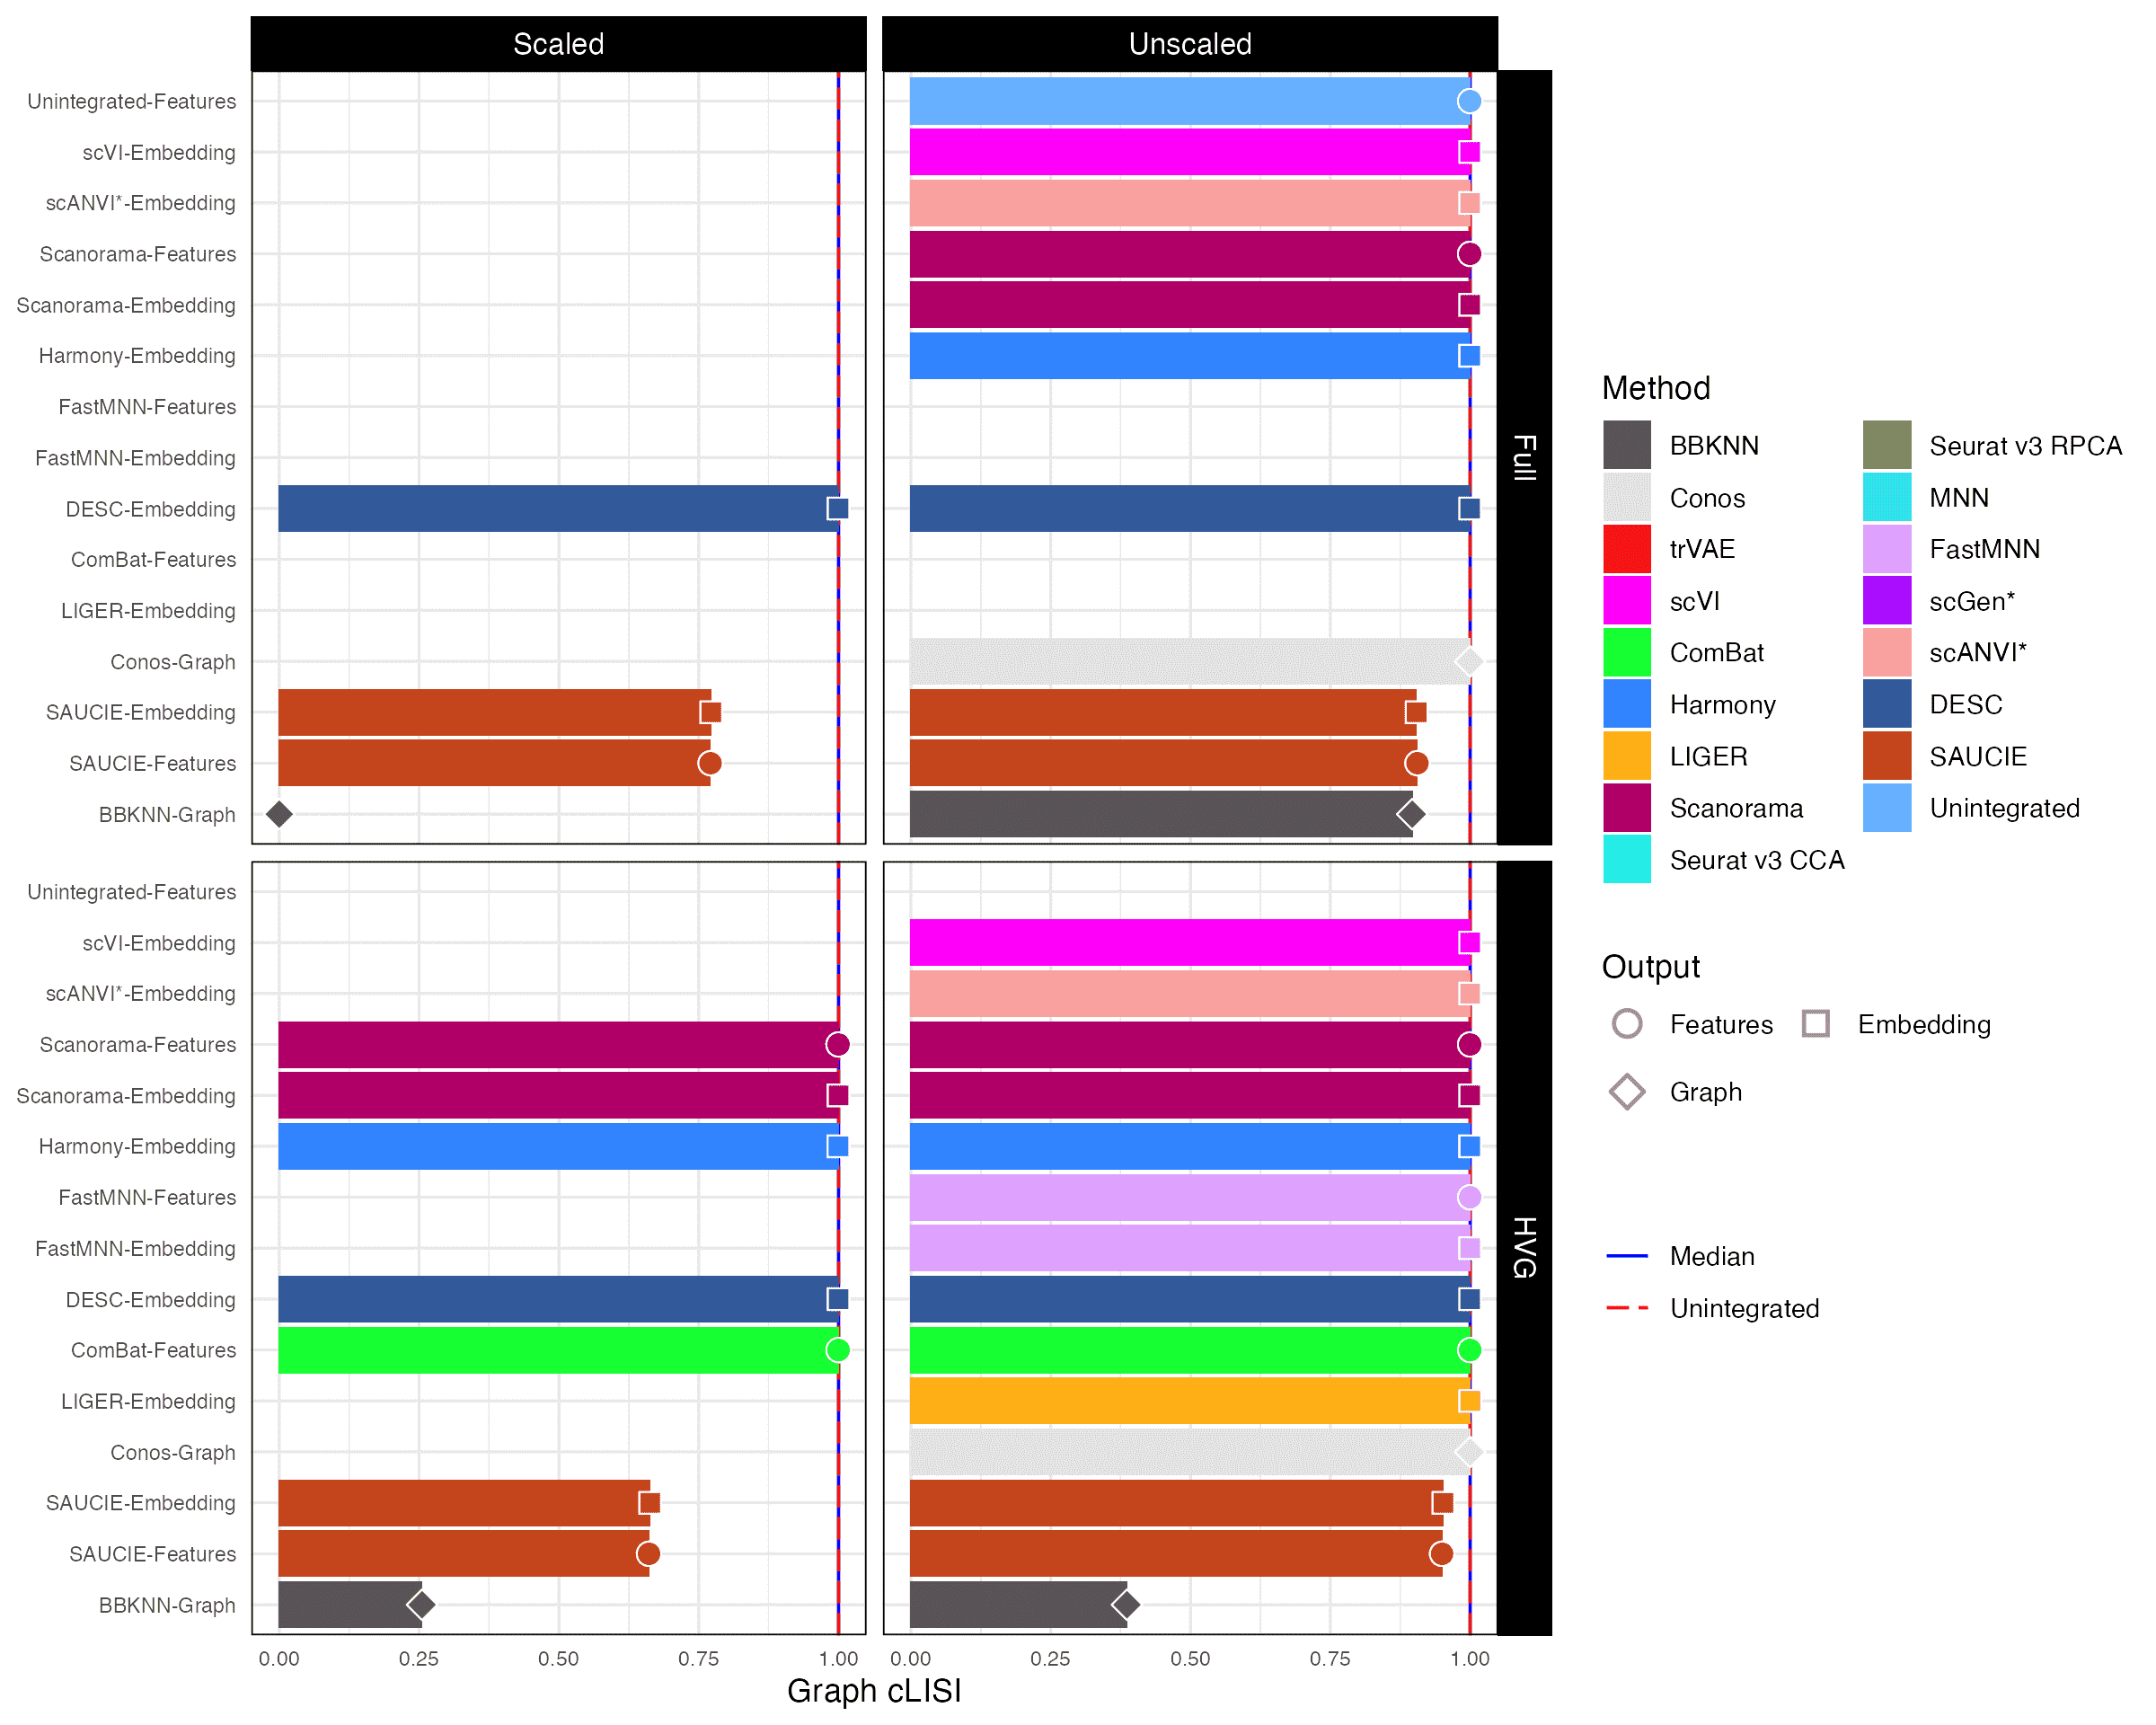 Scaled
Unscaled
Unintegrated-Features
scVI-Embedding
scANVI*-Embedding
Scanorama-Features
Scanorama-Embedding
Harmony-Embedding
FastMNN-Features
FastMNN-Embedding
DESC-Embedding
ComBat-Features
LIGER-Embedding
Conos-Graph
SAUCIE-Embedding
SAUCIE-Features
BBKNN-Graph
Full
Unintegrated-Features
scVI-Embedding
scANVI*-Embedding
Scanorama-Features
Scanorama-Embedding
Harmony-Embedding
FastMNN-Features
FastMNN-Embedding
DESC-Embedding
ComBat-Features
LIGER-Embedding
Conos-Graph
SAUCIE-Embedding
SAUCIE-Features
BBKNN-Graph
HVG
0.00 0.25 0.50 0.75 1.00
0.00 0.25 0.50 0.75 1.00
Graph cLISI
Method
BBKNN
Conos
trVAE
scVI
ComBat
Harmony
LIGER
Scanorama
Seurat v3 CCA
Seurat v3 RPCA
MNN
FastMNN
scGen*
scANVI*
DESC
SAUCIE
Unintegrated
Output
Features
Embedding
Graph
Median
Unintegrated